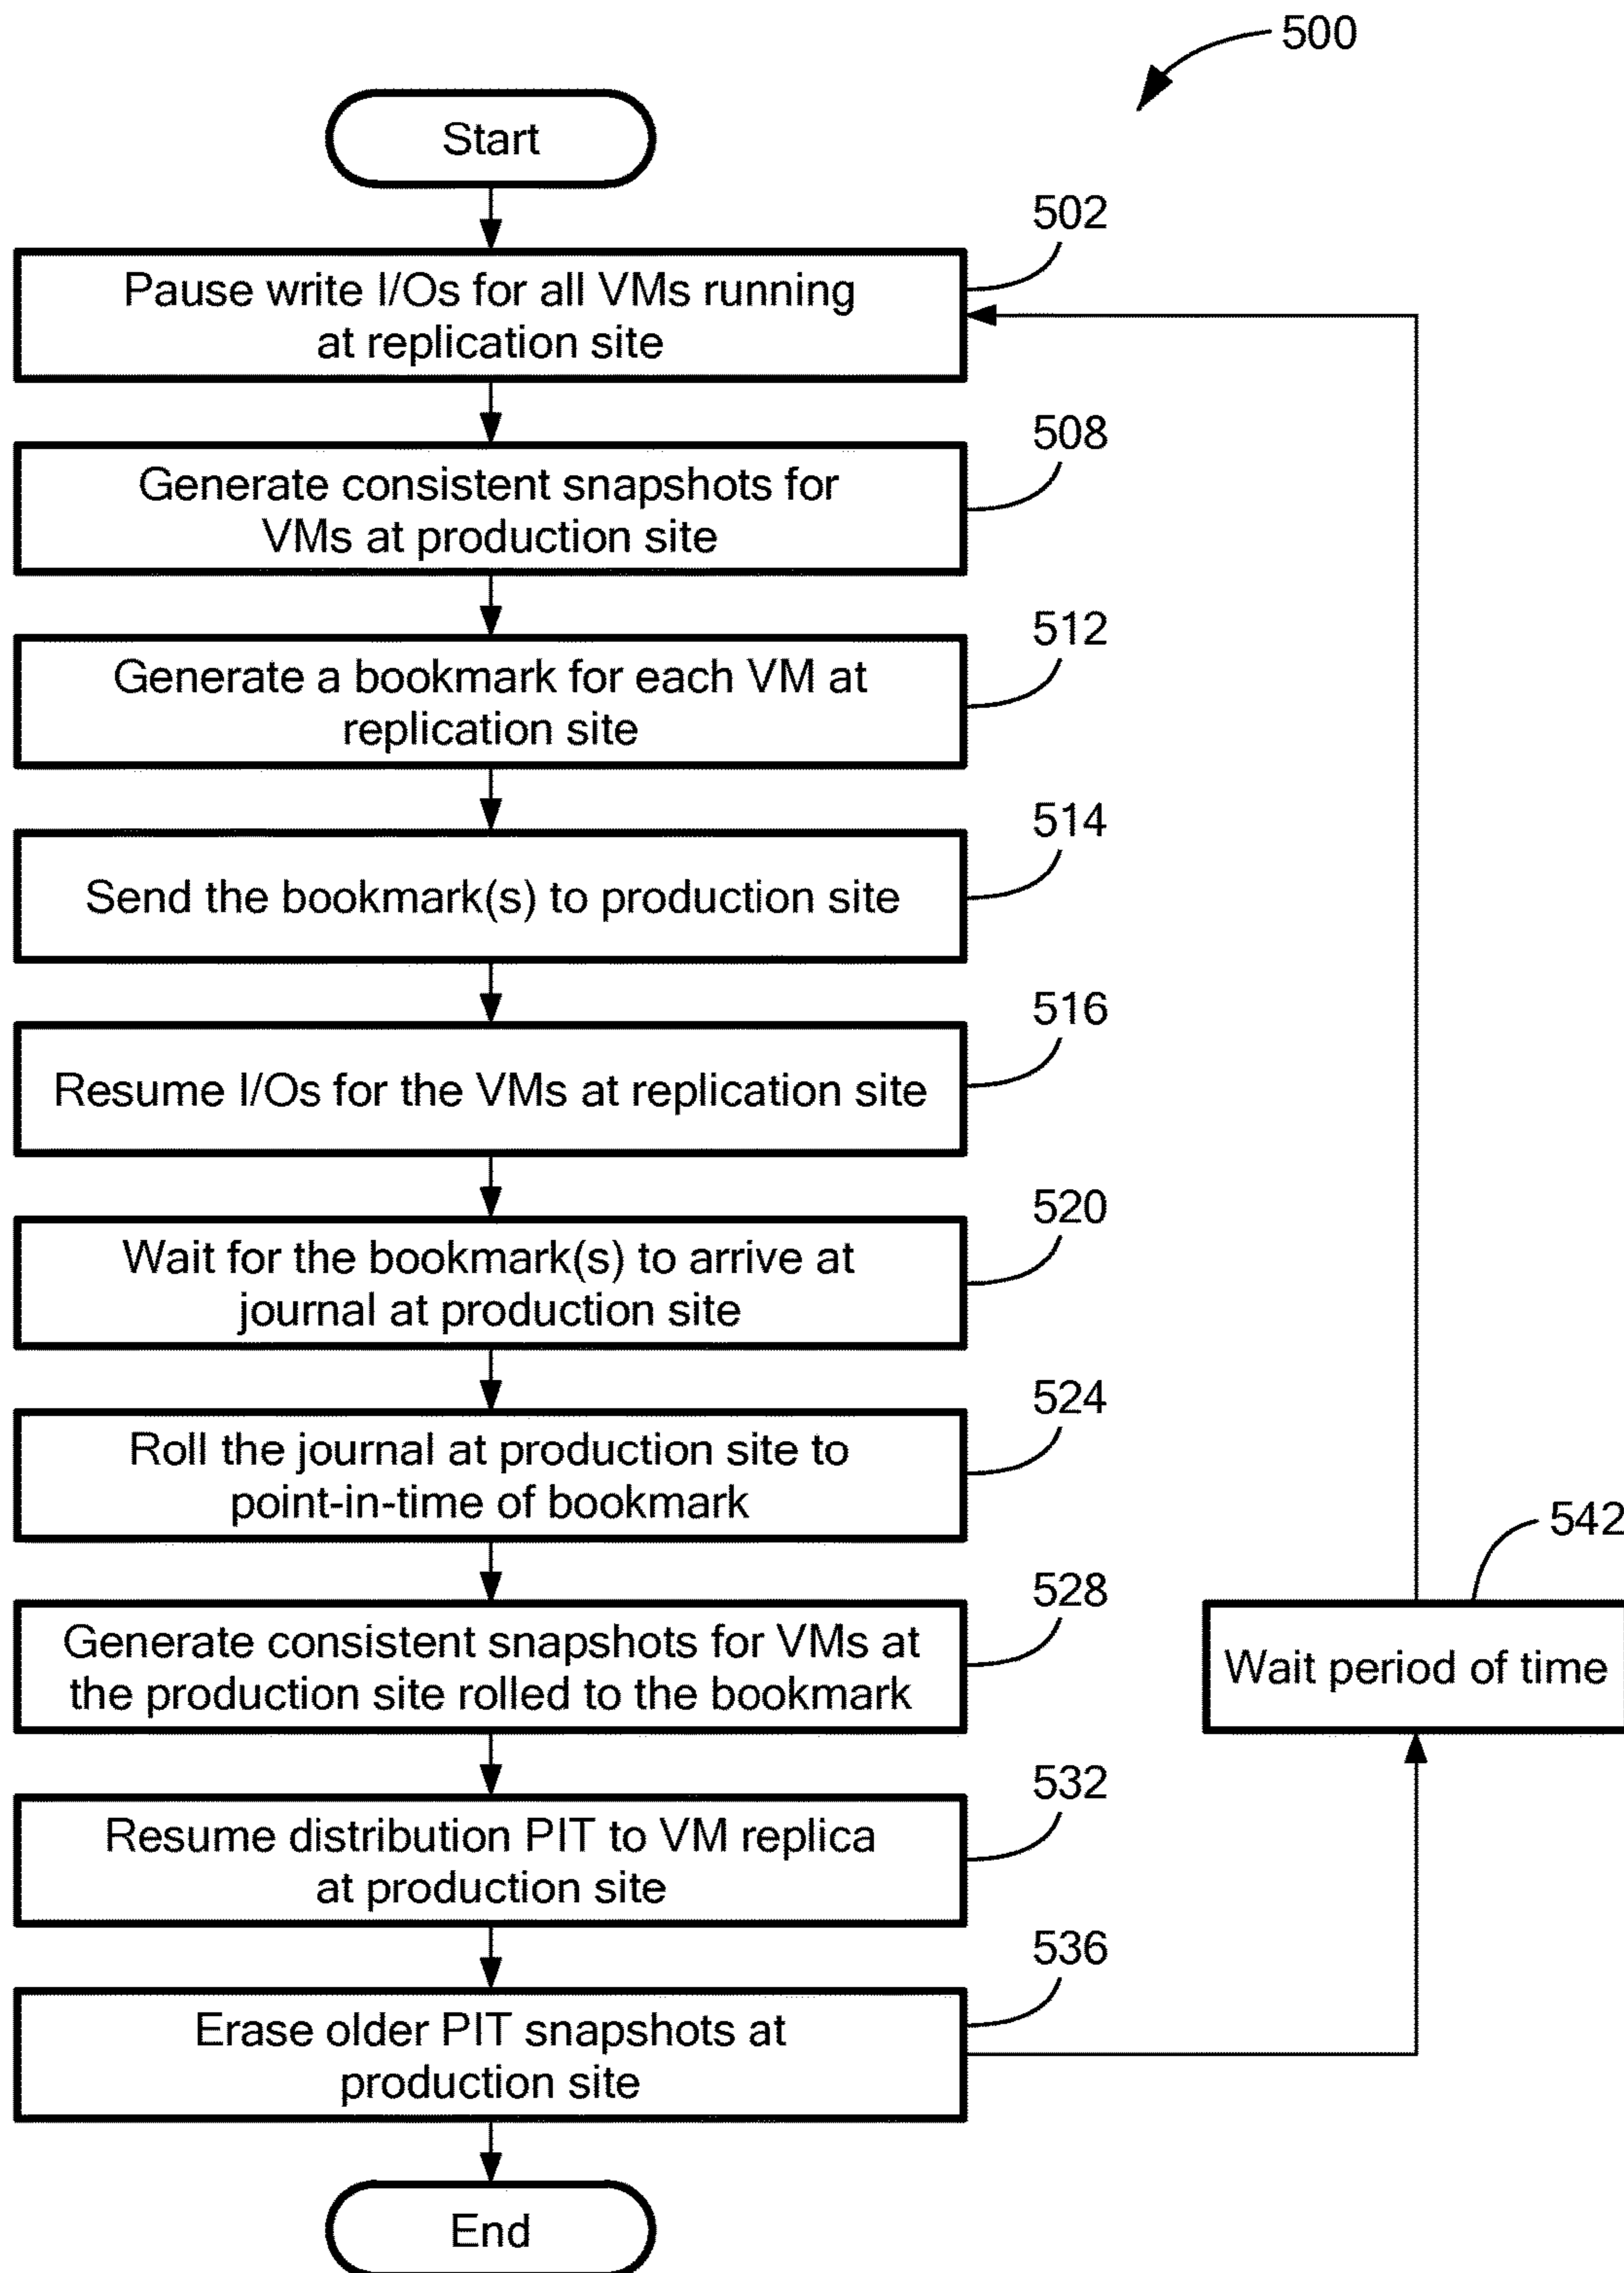 500
Start
502
Pause write I/Os for all VMs running
at replication site
508
Generate consistent snapshots for
VMs at production site
512
Generate a bookmark for each VM at
replication site
514
Send the bookmark(s) to production site
516
Resume I/Os for the VMs at replication site
520
Wait for the bookmark(s) to arrive at
journal at production site
524
Roll the journal at production site to
point-in-time of bookmark
542
528
Generate consistent snapshots for VMs at
the production site rolled to the bookmark
Wait period of time
532
Resume distribution PIT to VM replica
at production site
536
Erase older PIT snapshots at
production site
End